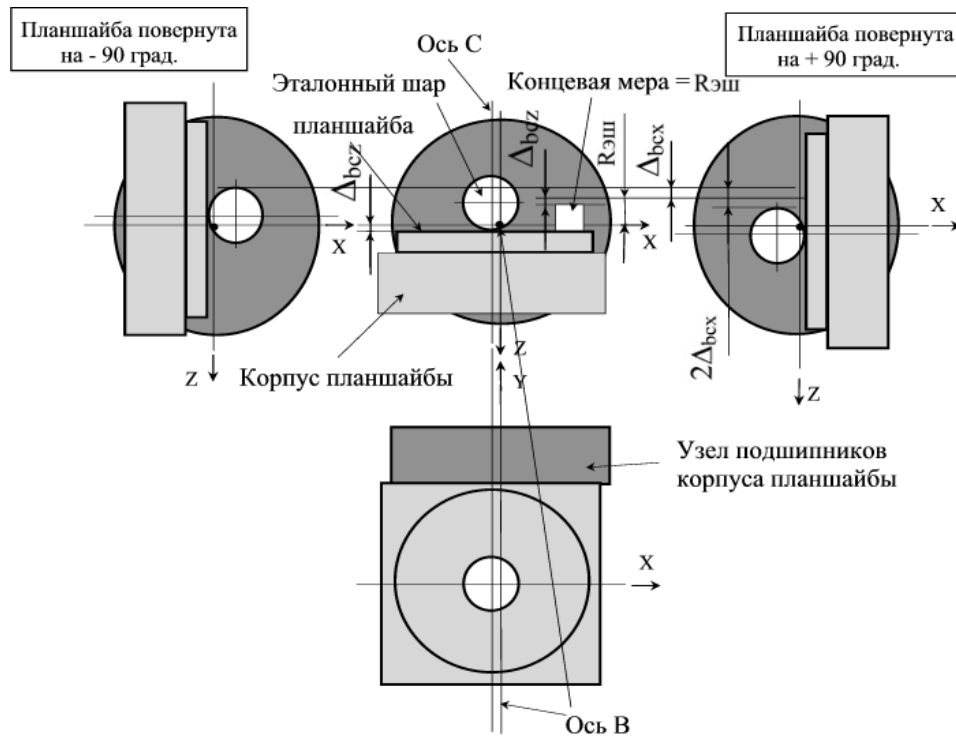 Планшайба повернута
на - 90 град.
Ось C
Планшайба повернута
на + 90 град.
Эталонный шар
Концевая мера = Rэш
планшайба
Δbcz
Δbcz
Rэш
Δbcx
X
X
X
2Δbcx
Z
Z
Z
Y
Корпус планшайбы
Узел подшипников
корпуса планшайбы
X
Ось B